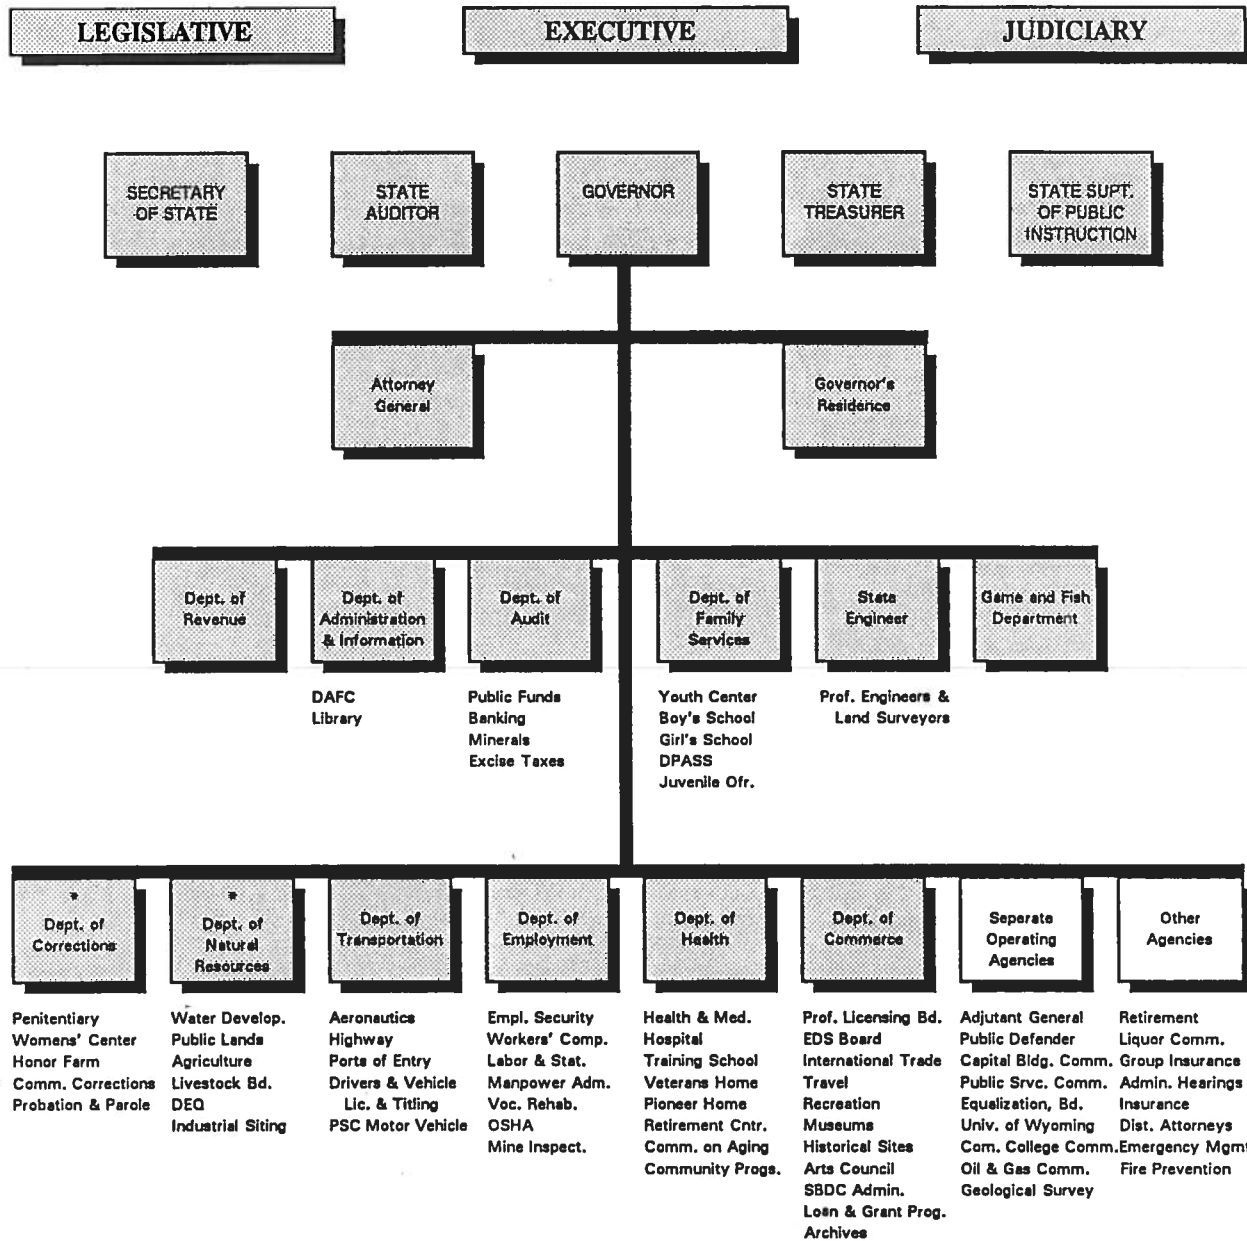 LEGISLATIVE
EXECUTIVE
JUDICIARY
SECRETARY
OF STATE
STATE
AUDITOR
GOVERNOR
STATE
TREASURER
STATE SUPT.
OF PUBLIC
INSTRUCTION
Attorney
General
Governor's
Residence
Dept. of
Revenue
Dept. of
Administration
& Information
DAFC
Library
Dept. of
Audit
Public Funds
Banking
Minerals
Excise Taxes
Dept. of
Family
Services
Youth Center
Boy's School
Girl's School
DPASS
Juvenile Ofr.
State
Engineer
Prof. Engineers &
Land Surveyors
Game and Fish
Department
*
Dept. of
Corrections
Penitentiary
Womens' Center
Honor Farm
Comm. Corrections
Probation & Parole
*
Dept. of
Natural
Resources
Water Develop.
Public Lands
Agriculture
Livestock Bd.
DEQ
Industrial Siting
Dept. of
Transportation
Aeronautics
Highway
Ports of Entry
Drivers & Vehicle
Lic. & Titling
PSC Motor Vehicle
Dept. of
Employment
Empl. Security
Workers' Comp.
Labor & Stat.
Manpower Adm.
Voc. Rehab.
OSHA
Mine Inspect.
Dept. of
Health
Health & Med.
Hospital
Training School
Veterans Home
Pioneer Home
Retirement Cntr.
Comm. on Aging
Community Progs.
Dept. of
Commerce
Prof. Licensing Bd.
EDS Board
International Trade
Travel
Recreation
Museums
Historical Sites
Arts Council
SBDC Admin.
Loan & Grant Prog.
Archives
Seperate
Operating
Agencies
Adjutant General
Public Defender
Capital Bldg. Comm.
Public Srvc. Comm.
Equalization, Bd.
Univ. of Wyoming
Com. College Comm.
Oil & Gas Comm.
Geological Survey
Other
Agencies
Retirement
Liquor Comm.
Group Insurance
Admin. Hearings
Insurance
Dist. Attorneys
Emergency Mgmt
Fire Prevention